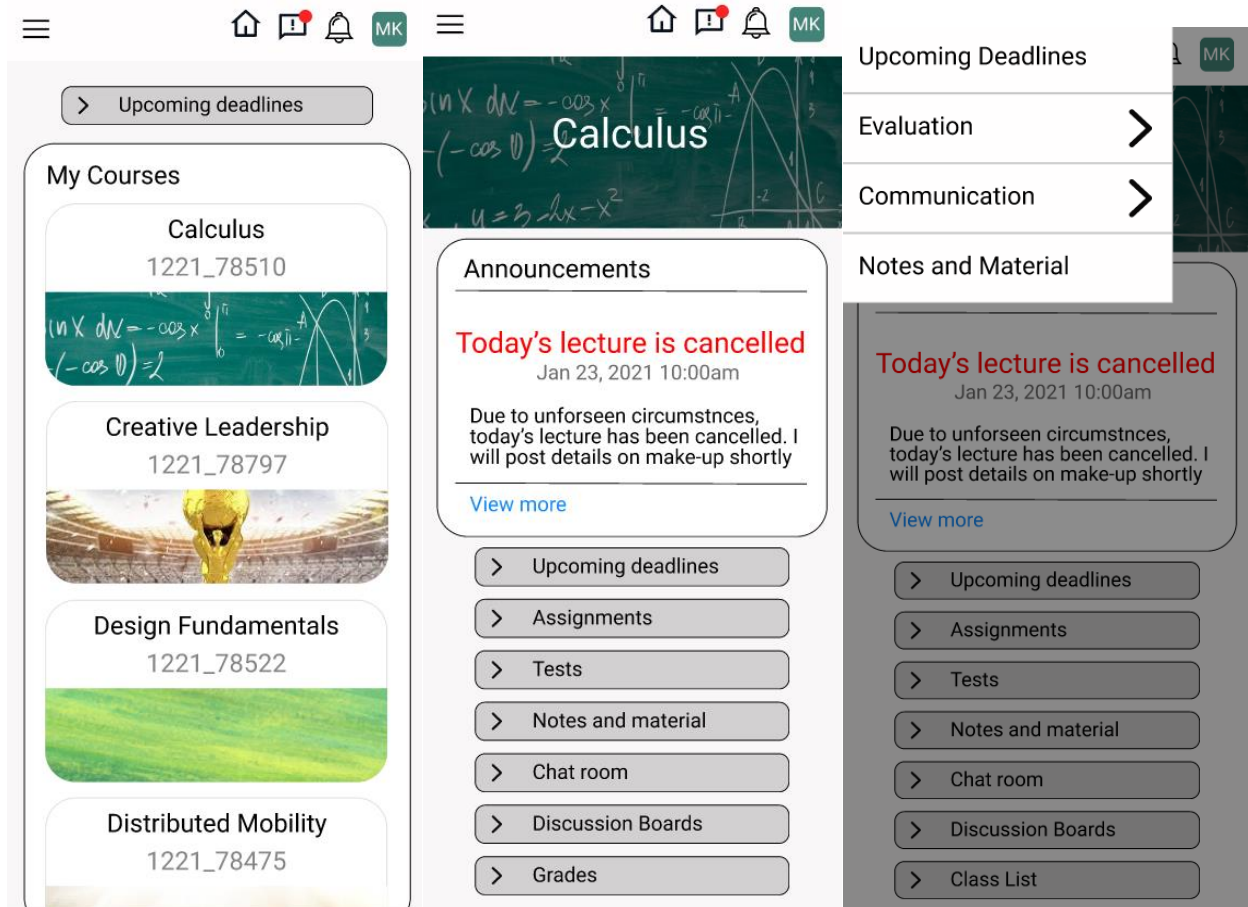 MK
Upcoming deadlines
My Courses
Calculus
1221_78510
Creative Leadership
1221_78797
Design Fundamentals
1221_78522
Distributed Mobility
1221_78475
MK
Calculus
Announcements
Today's lecture is cancelled
Jan 23, 2021 10:00am
Due to unforseen circumstnces,
today's lecture has been cancelled. I
will post details on make-up shortly
View more
Upcoming deadlines
Assignments
Tests
Notes and material
Chat room
Discussion Boards
Grades
MK
Upcoming Deadlines
Evaluation
Communication
Notes and Material
Today's lecture is cancelled
Jan 23, 2021 10:00am
Due to unforseen circumstnces,
today's lecture has been cancelled. I
will post details on make-up shortly
View more
Upcoming deadlines
Assignments
Tests
Notes and material
Chat room
Discussion Boards
Class List